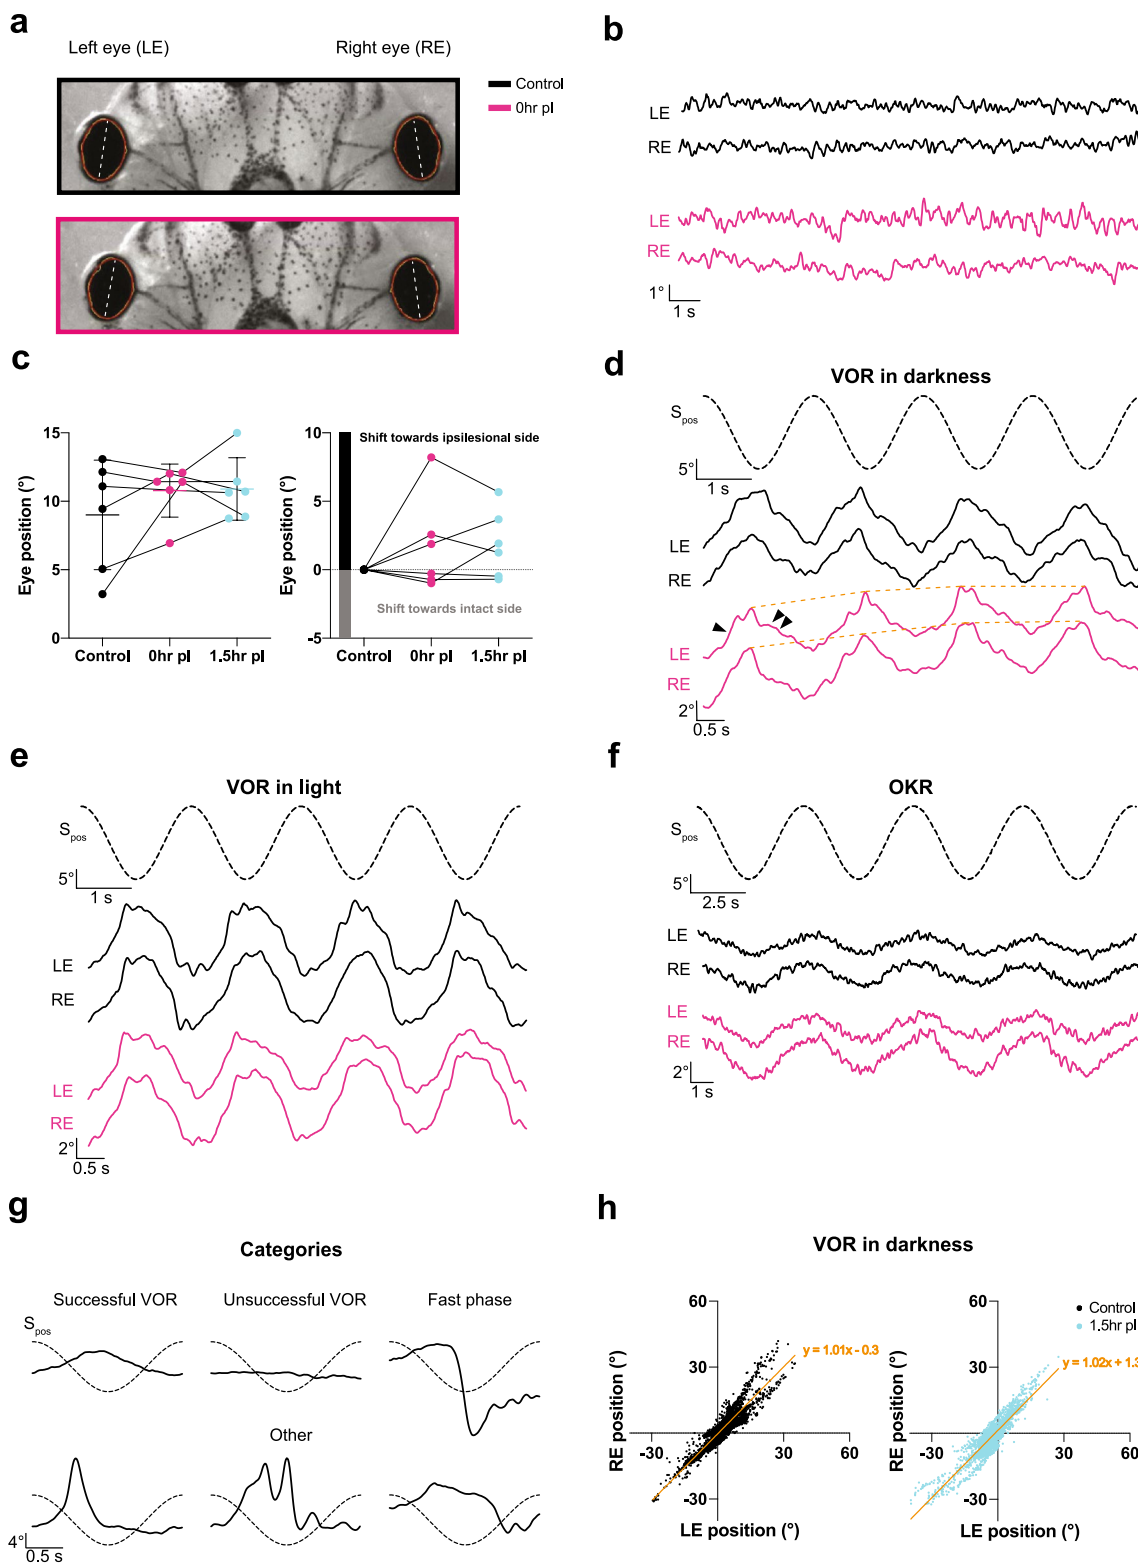 a
Left eye (LE)
Right eye (RE)
Control
0hr pl
b
LE
RE
LE
RE
1°
1 s
c
15
10
5
0
Eye position (°)
Control
0hr pl
1.5hr pl
10
5
0
-5
Eye position (°)
Shift towards ipsilesional side
Shift towards intact side
Control
0hr pl
1.5hr pl
d
VOR in darkness
Spos
5°
1 s
LE
RE
LE
RE
2°
0.5 s
e
VOR in light
Spos
5°
1 s
LE
RE
LE
RE
2°
0.5 s
f
OKR
Spos
5°
2.5 s
LE
RE
LE
RE
2°
1 s
g
Categories
Successful VOR
Unsuccessful VOR
Fast phase
Spos
Other
4°
0.5 s
h
VOR in darkness
60
30
-30
-30
30
60
RE position (°)
LE position (°)
y = 1.01x - 0.3
60
30
-30
-30
30
60
RE position (°)
LE position (°)
Control
1.5hr pl
y = 1.02x + 1.3